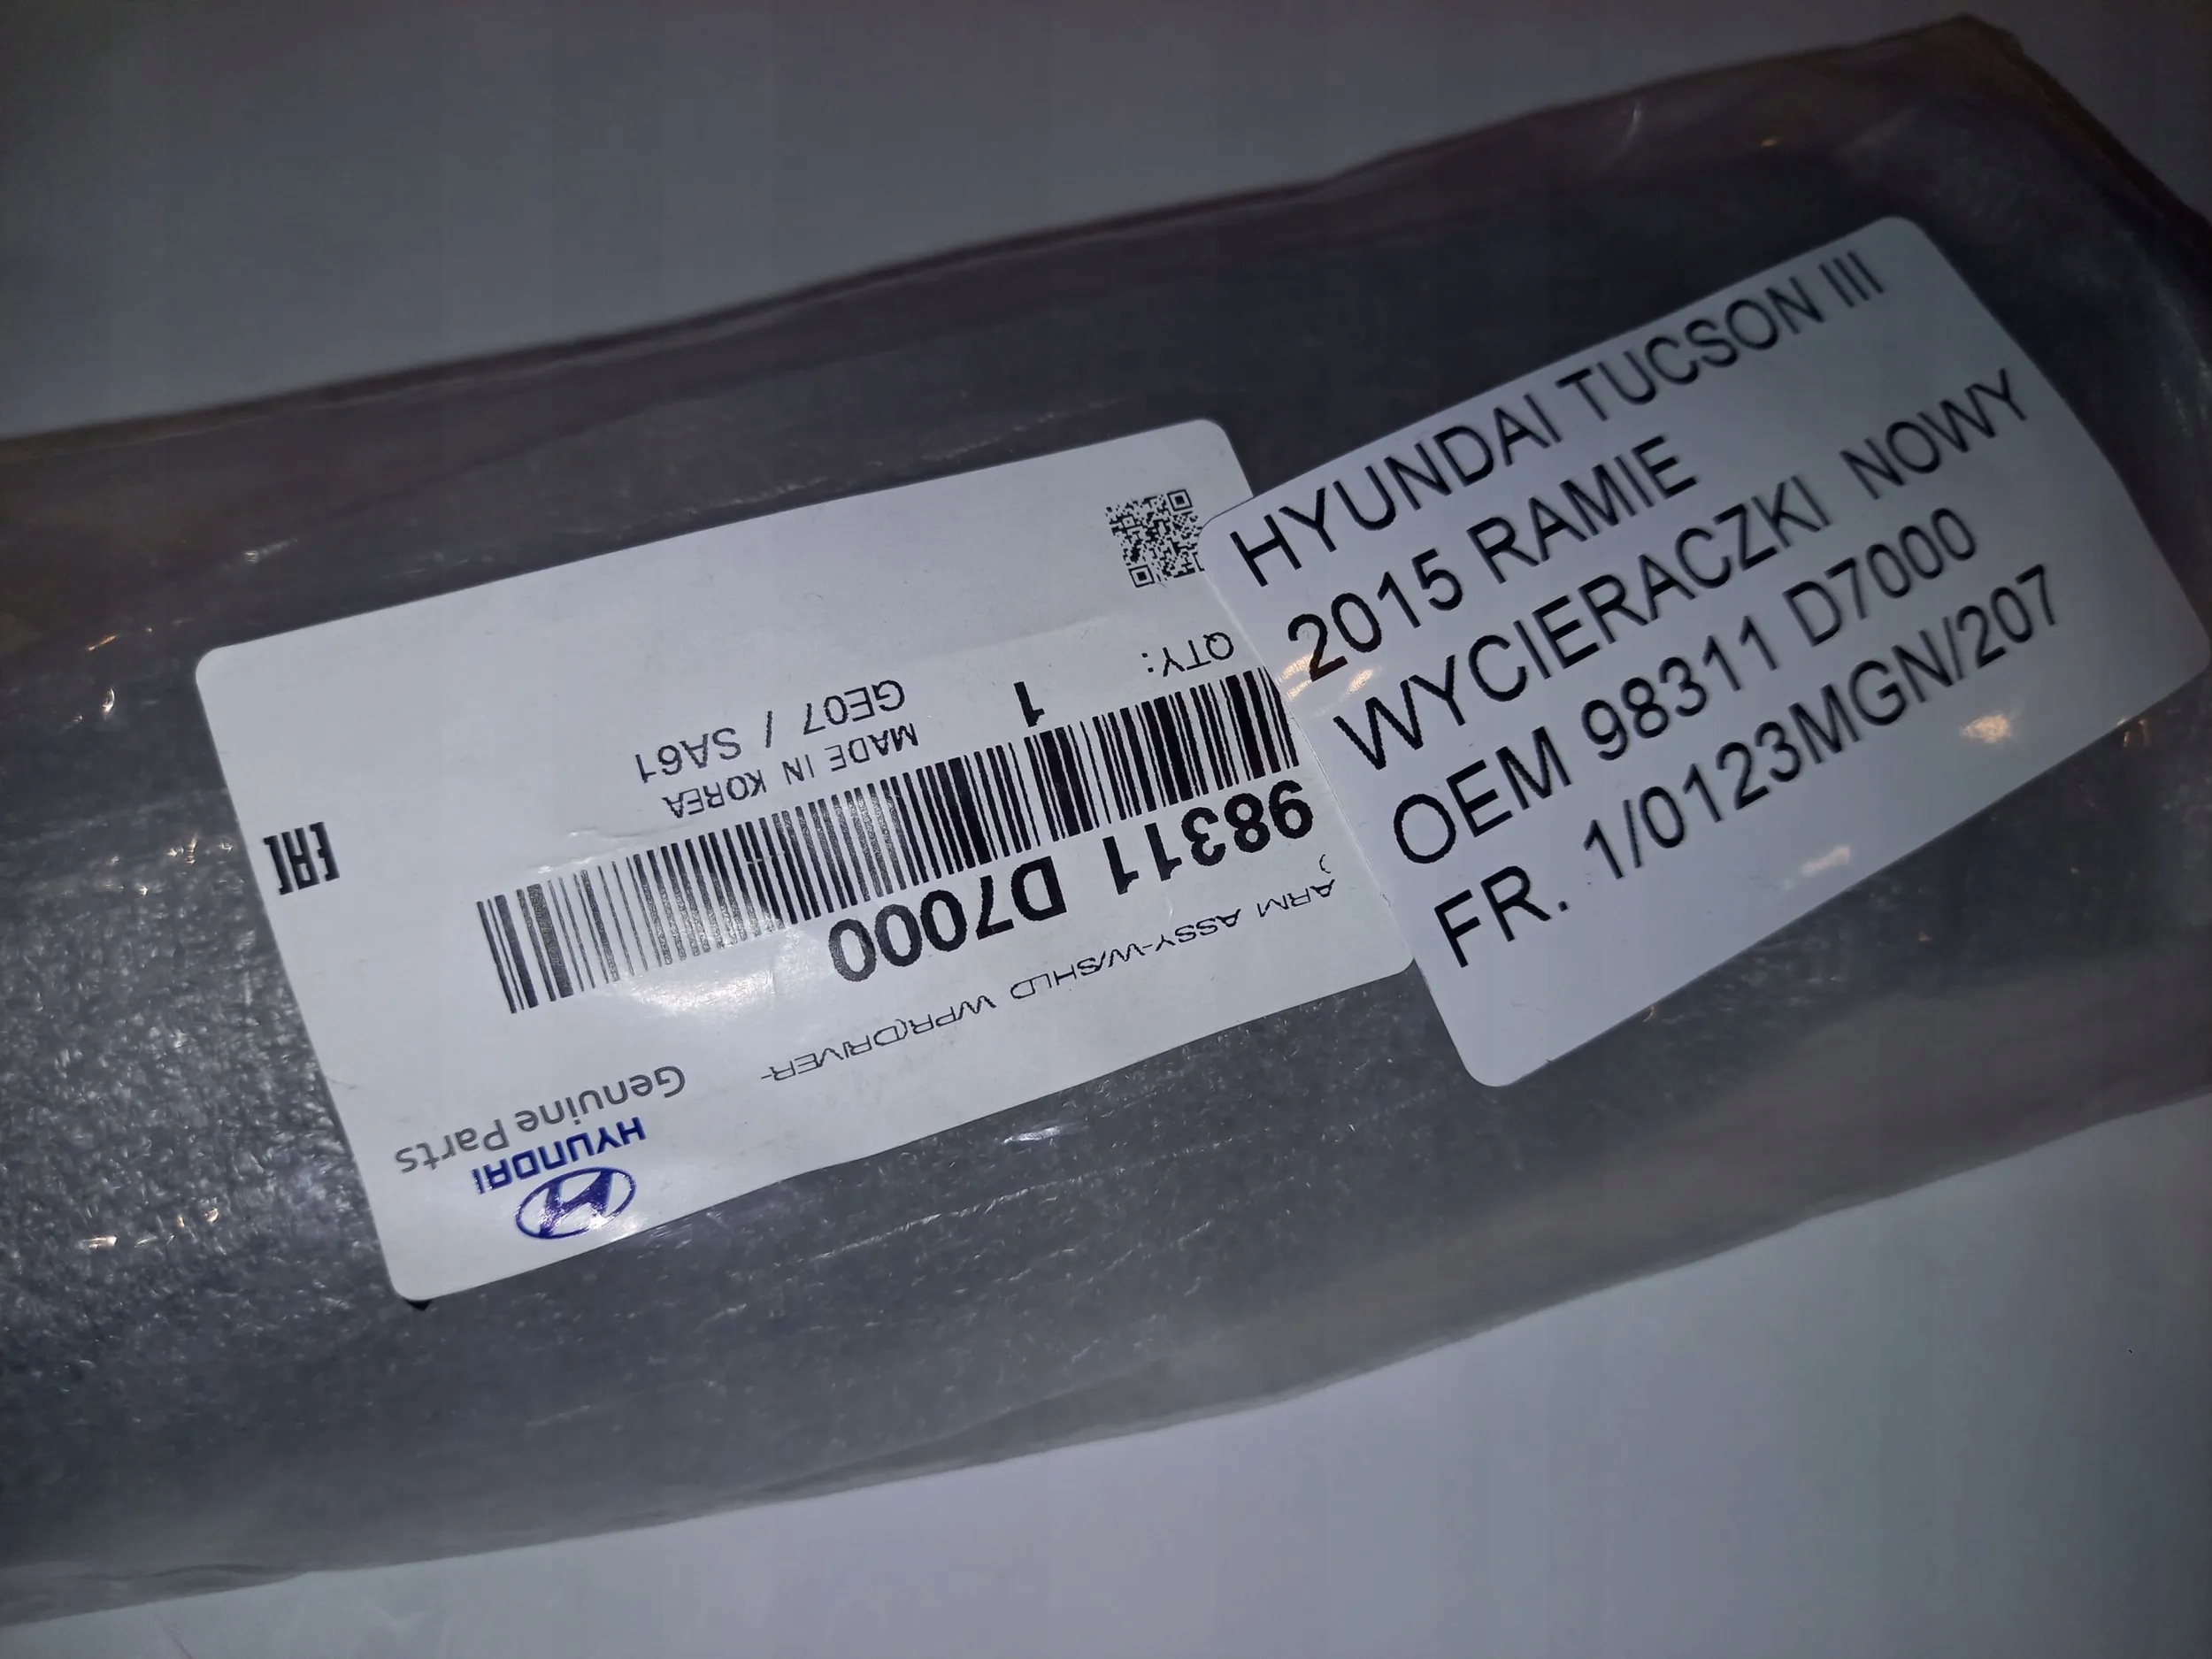 HYUNDAI TUCSON III
2015 RAMIE
WYCIERACZKI NOWY
OEM 98311 D7000
FR. 1/0123MGN/207
HYUNDAI
Genuine Parts
ARM ASSY-W/SHLD WPR(DRIVER-
)
98311 D7000
QTY:
1
MADE IN KOREA
GE07 / SA61
EAC